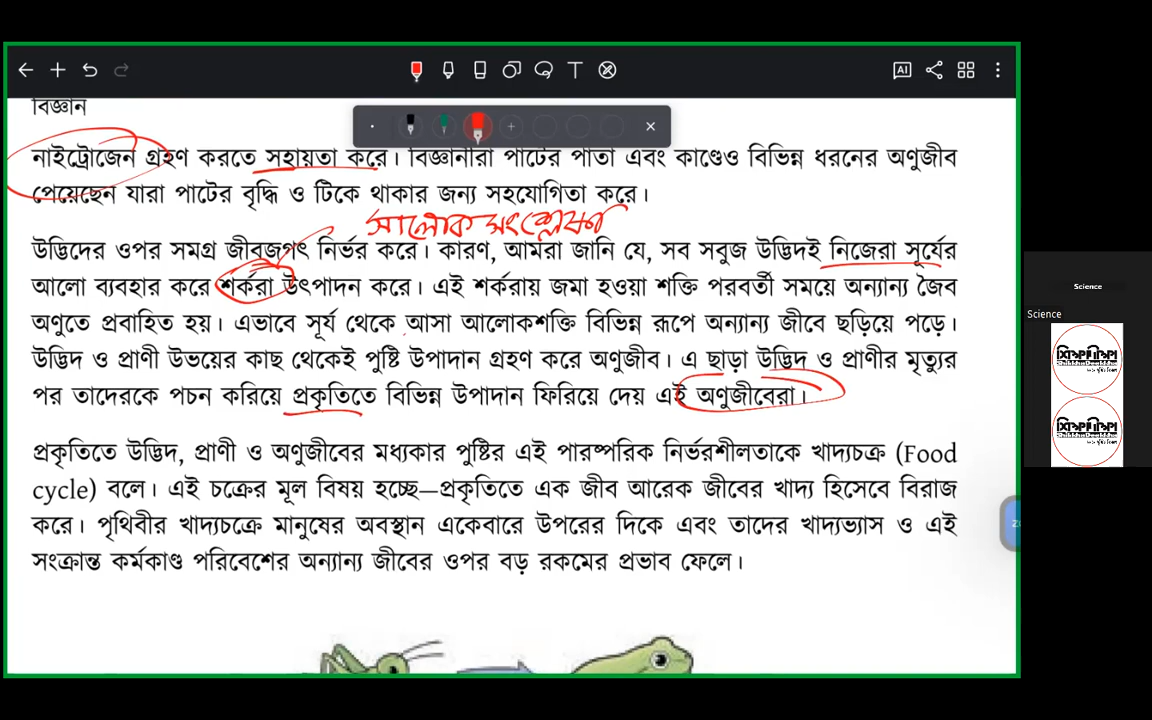 AI
বিজ্ঞান
নাইট্রোজেন গ্রহণ করতে সহায়তা করে। বিজ্ঞানীরা পাটের পাতা এবং কাণ্ডেও বিভিন্ন ধরনের অণুজীব
পেয়েছেন যারা পাটের বৃদ্ধি ও টিকে থাকার জন্য সহযোগিতা করে।
সালোক সংশ্লেষণ
উদ্ভিদের ওপর সমগ্র জীবজগৎ নির্ভর করে। কারণ, আমরা জানি যে, সব সবুজ উদ্ভিদই নিজেরা সূর্যের
আলো ব্যবহার করে শর্করা উৎপাদন করে। এই শর্করায় জমা হওয়া শক্তি পরবর্তী সময়ে অন্যান্য জৈব
অণুতে প্রবাহিত হয়। এভাবে সূর্য থেকে আসা আলোকশক্তি বিভিন্ন রূপে অন্যান্য জীবে ছড়িয়ে পড়ে।
উদ্ভিদ ও প্রাণী উভয়ের কাছ থেকেই পুষ্টি উপাদান গ্রহণ করে অণুজীব। এ ছাড়া উদ্ভিদ ও প্রাণীর মৃত্যুর
পর তাদেরকে পচন করিয়ে প্রকৃতিতে বিভিন্ন উপাদান ফিরিয়ে দেয় এই অণুজীবেরা।
প্রকৃতিতে উদ্ভিদ, প্রাণী ও অণুজীবের মধ্যকার পুষ্টির এই পারষ্পরিক নির্ভরশীলতাকে খাদ্যচক্র (Food
cycle) বলে। এই চক্রের মূল বিষয় হচ্ছে—প্রকৃতিতে এক জীব আরেক জীবের খাদ্য হিসেবে বিরাজ
করে। পৃথিবীর খাদ্যচক্রে মানুষের অবস্থান একেবারে উপরের দিকে এবং তাদের খাদ্যভ্যাস ও এই
সংক্রান্ত কর্মকাণ্ড পরিবেশের অন্যান্য জীবের ওপর বড় রকমের প্রভাব ফেলে।
Science
Science